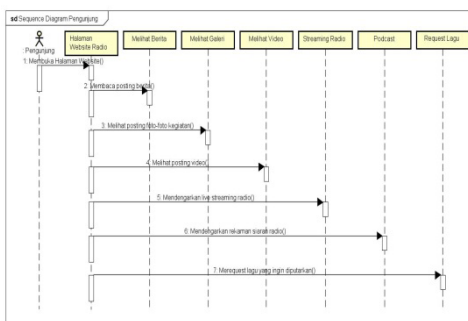 sd Sequence Diagram Pengunjung
: Pengunjung
Halaman
Website Radio
Melihat Berita
Melihat Galeri
Melihat Video
Streaming Radio
Podcast
Request Lagu
1: Membuka Halaman Website()
2: Membaca posting berita()
3: Melihat posting foto-foto kegiatan()
4: Melihat posting video()
5: Mendengarkan live streaming radio()
6: Mendengarkan rekaman siaran radio()
7: Merequest lagu yang ingin diputarkan()